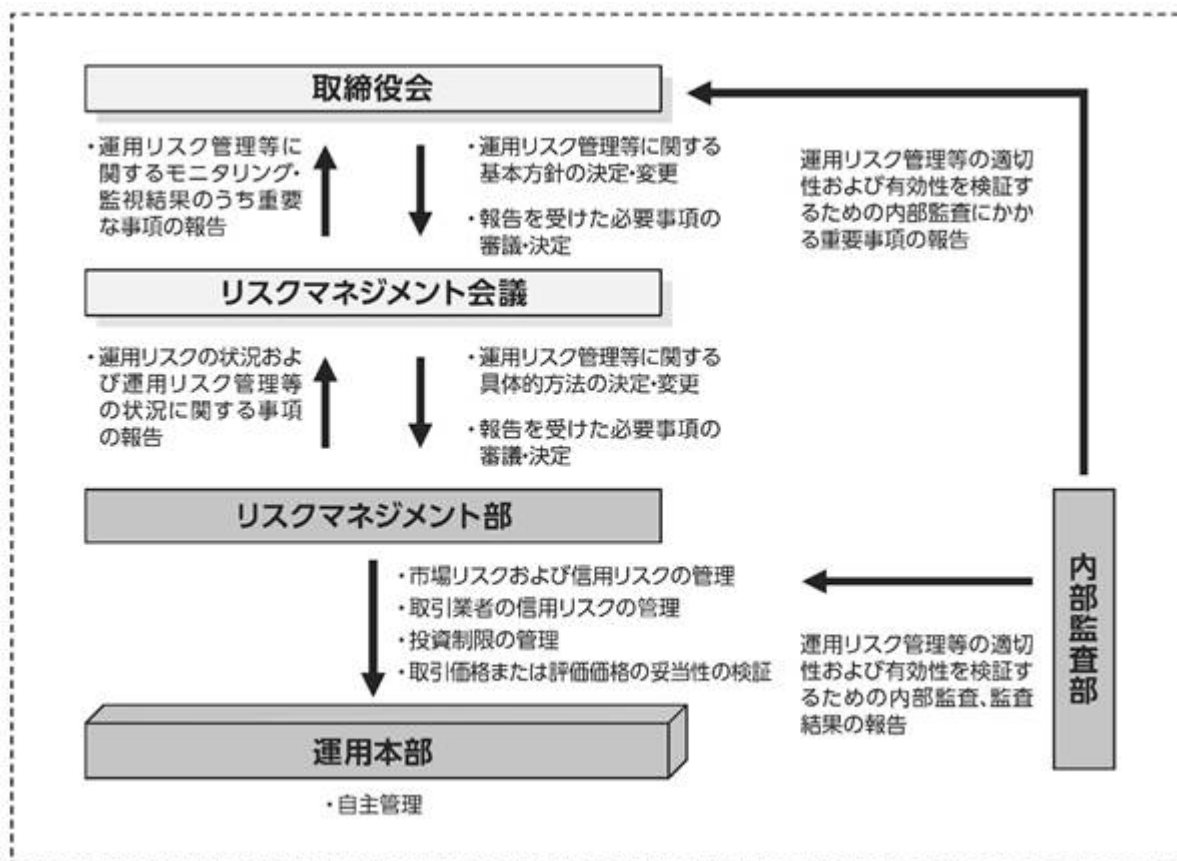 取締役会
・運用リスク管理等に
関するモニタリング・
監視結果のうち重要
な事項の報告
・運用リスク管理等に関する
基本方針の決定・変更
・報告を受けた必要事項の
審議・決定
運用リスク管理等の適切
性および有効性を検証す
るための内部監査にかか
る重要事項の報告
リスクマネジメント会議
・運用リスクの状況およ
び運用リスク管理等
の状況に関する事項
の報告
・運用リスク管理等に関する
具体的方法の決定・変更
・報告を受けた必要事項の
審議・決定
リスクマネジメント部
・市場リスクおよび信用リスクの管理
・取引業者の信用リスクの管理
・投資制限の管理
・取引価格または評価価格の妥当性の検証
内部監査部
運用リスク管理等の適切
性および有効性を検証す
るための内部監査、監査
結果の報告
運用本部
・自主管理